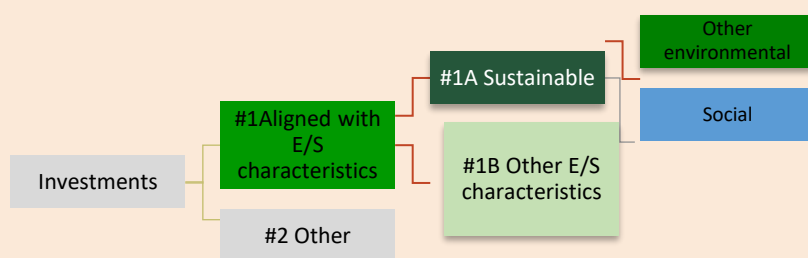 Investments
#1Aligned with
E/S
characteristics
#2 Other
#1A Sustainable
#1B Other E/S
characteristics
Other
environmental
Social